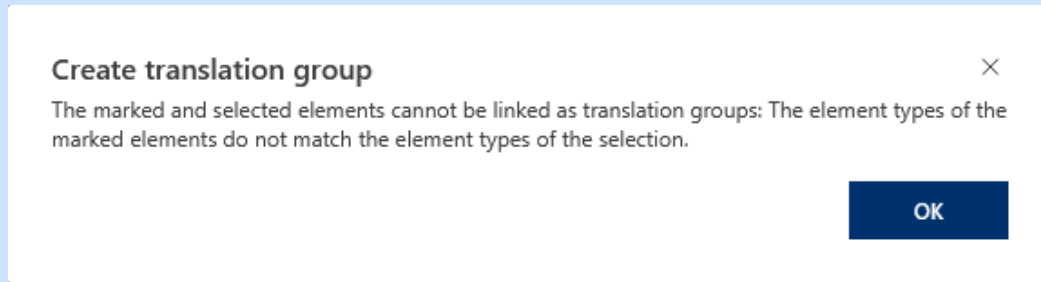 Create translation group
The marked and selected elements cannot be linked as translation groups: The element types of the
marked elements do not match the element types of the selection.
OK